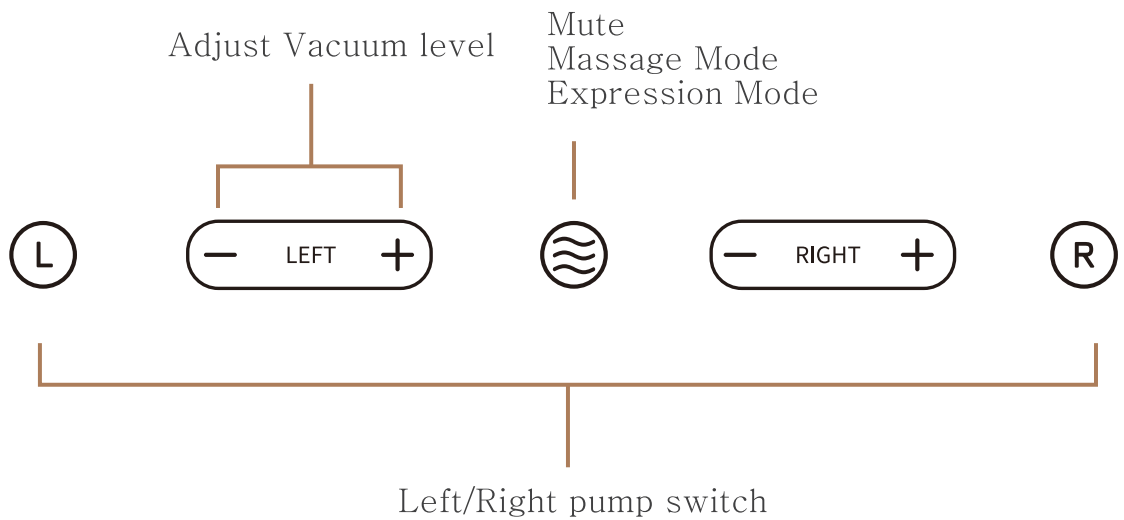 Adjust Vacuum level
Mute
Massage Mode
Expression Mode
L
− LEFT +
− RIGHT +
R
Left/Right pump switch